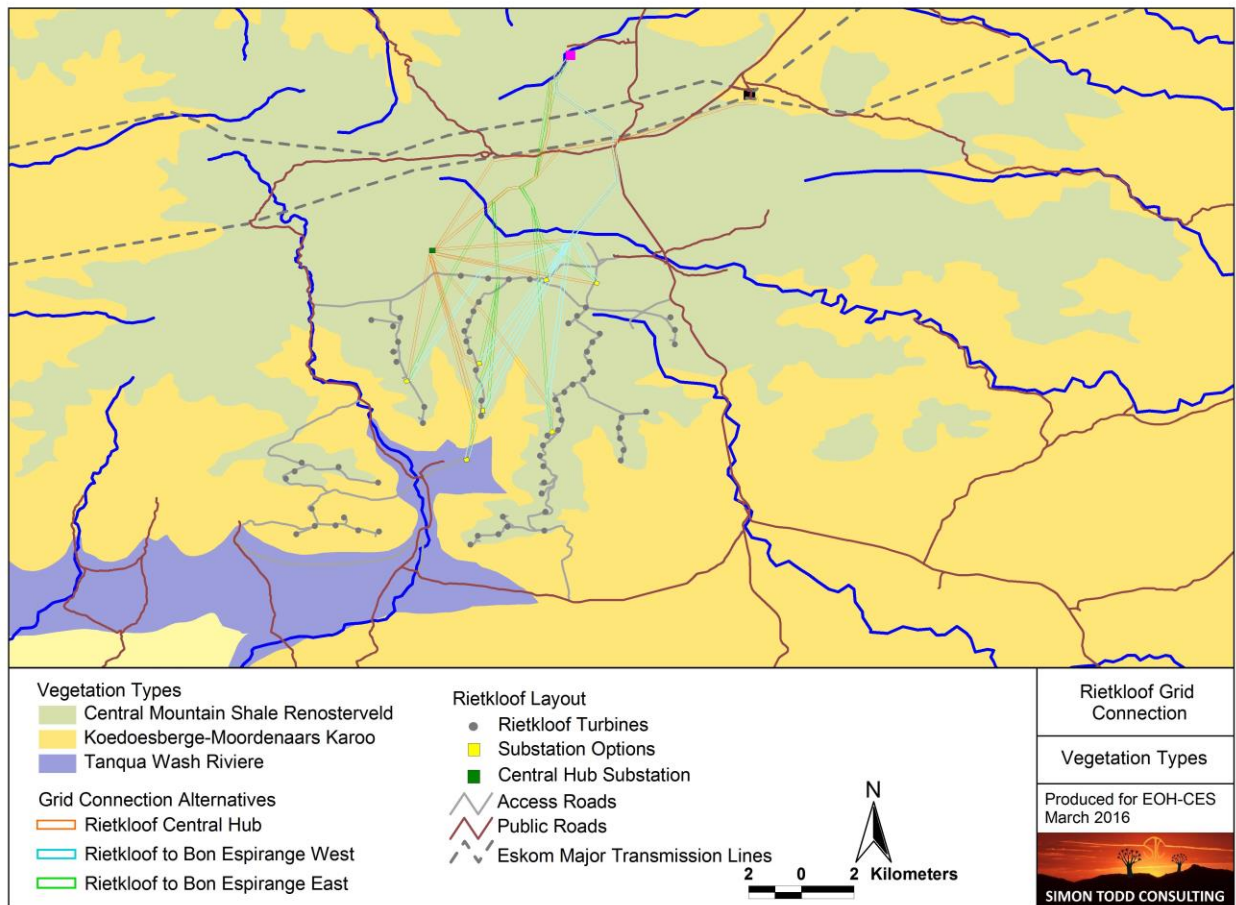 Vegetation Types
Central Mountain Shale Renosterveld
Koedoesberge-Moordenaars Karoo
Tanqua Wash Riviere
Grid Connection Alternatives
Rietkloof Central Hub
Rietkloof to Bon Espirange West
Rietkloof to Bon Espirange East
Rietkloof Layout
Rietkloof Turbines
Substation Options
Central Hub Substation
Access Roads
Public Roads
Eskom Major Transmission Lines
N
2 0 2 Kilometers
Rietkloof Grid
Connection
Vegetation Types
Produced for EOH-CES
March 2016
SIMON TODD CONSULTING